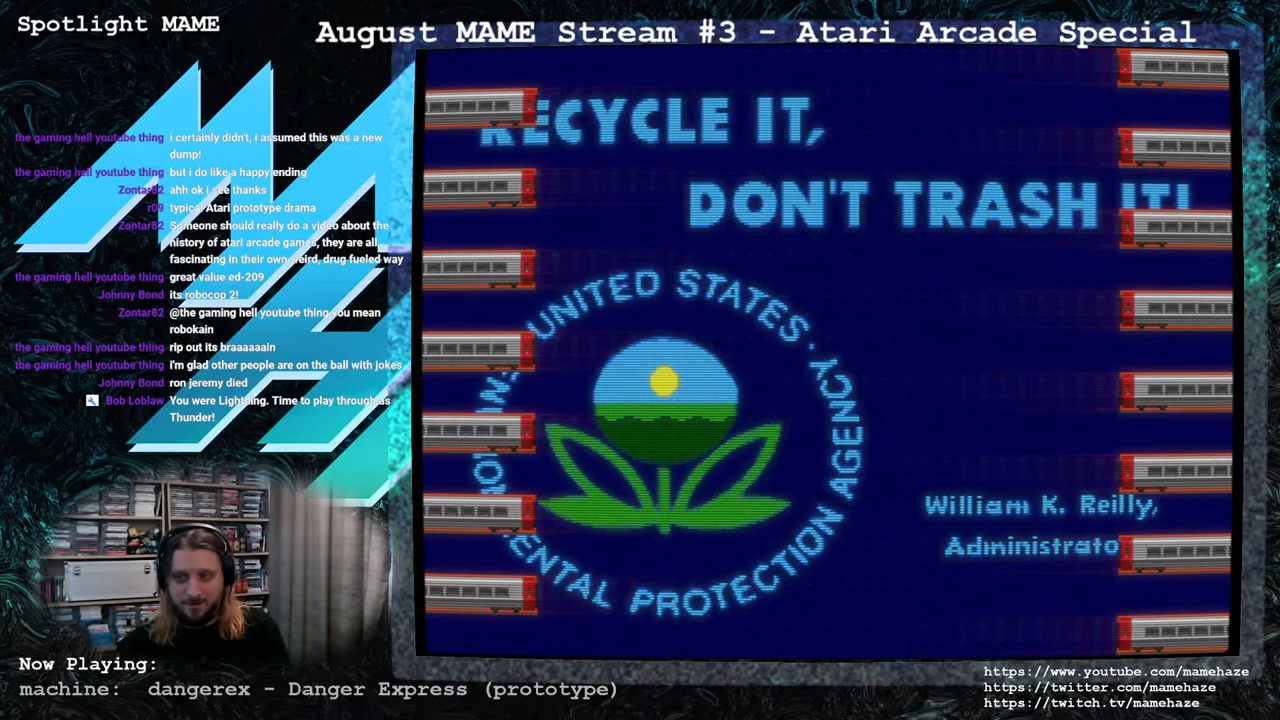 Spotlight MAME
August MAME Stream #3 - Atari Arcade Special
the gaming hell youtube thing i certainly didn't, i assumed this was a new
dump!
the gaming hell youtube thing but i do like a happy ending
Zontar82 ahh ok i see thanks
r09 typical Atari prototype drama
Zontar82 Someone should really do a video about the
history of atari arcade games, they are all
fascinating in their own weird, drug fueled way
the gaming hell youtube thing great value ed-209
Johnny Bond its robocop 2!
Zontar82 @the gaming hell youtube thing you mean
robokain
the gaming hell youtube thing rip out its braaaaaain
the gaming hell youtube thing I'm glad other people are on the ball with jokes
Johnny Bond ron jeremy died
Bob Loblaw You were Lightning. Time to play through as
Thunder!
RECYCLE IT,
DON'T TRASH IT!
UNITED STATES · 
ENTAL PROTECTION AGENCY
William K. Reilly,
Administrato
Now Playing:
machine: dangerex - Danger Express (prototype)
https://www.youtube.com/mamehaze
https://twitter.com/mamehaze
https://twitch.tv/mamehaze